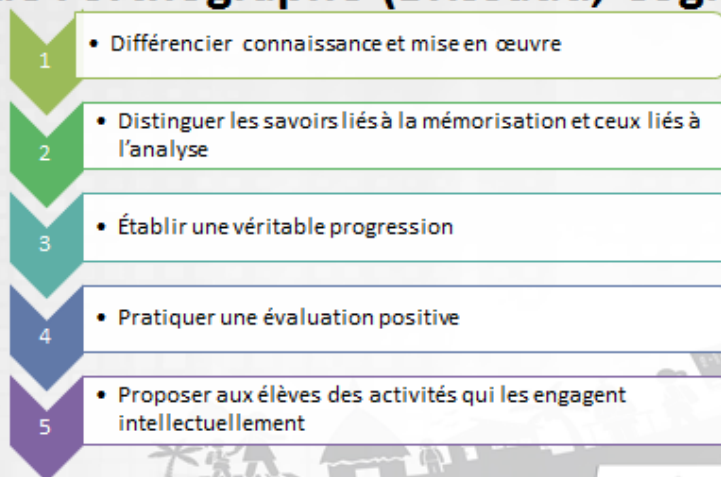 (Brissaud,
1
• Différencier connaissance et mise en œuvre
2
• Distinguer les savoirs liés à la mémorisation et ceux liés à
l'analyse
3
• Établir une véritable progression
4
• Pratiquer une évaluation positive
5
• Proposer aux élèves des activités qui les engagent
intellectuellement